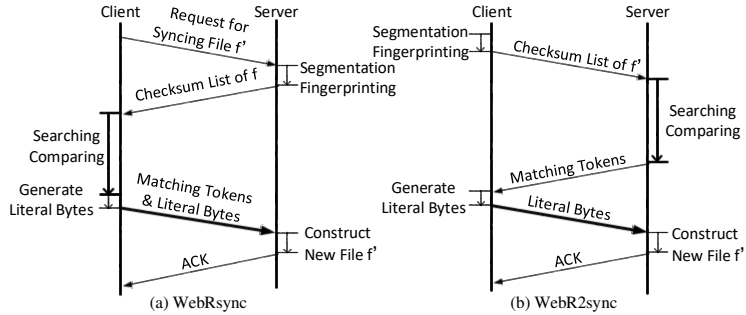 Client
Server
Request for
Syncing File f'
Segmentation
Fingerprinting
Checksum List of f
Searching
Comparing
Matching Tokens
& Literal Bytes
Generate
Literal Bytes
Construct
New File f'
ACK
(a) WebRsync
Client
Server
Segmentation
Fingerprinting
Checksum List of f'
Searching
Comparing
Matching Tokens
Generate
Literal Bytes
Literal Bytes
Construct
New File f'
ACK
(b) WebR2sync